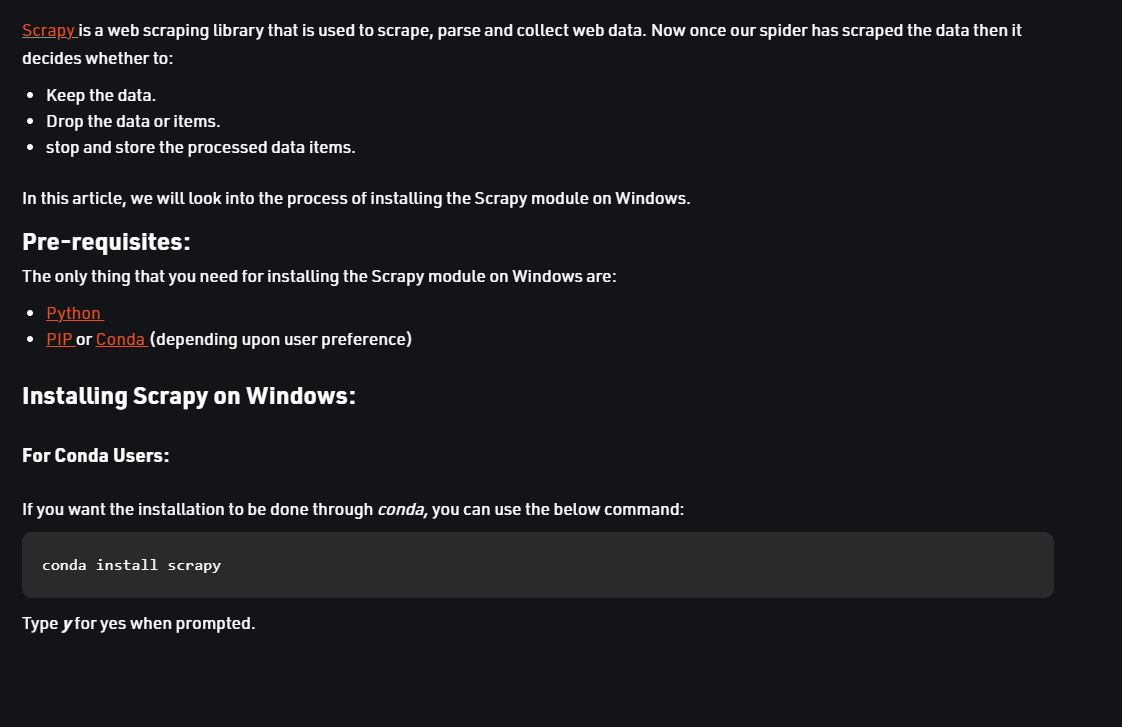 Scrapy is a web scraping library that is used to scrape, parse and collect web data. Now once our spider has scraped the data then it
decides whether to:
Keep the data.
Drop the data or items.
stop and store the processed data items.
In this article, we will look into the process of installing the Scrapy module on Windows.
Pre-requisites:
The only thing that you need for installing the Scrapy module on Windows are:
Python
PIP or Conda (depending upon user preference)
Installing Scrapy on Windows:
For Conda Users:
If you want the installation to be done through conda, you can use the below command:
conda install scrapy
Type y for yes when prompted.